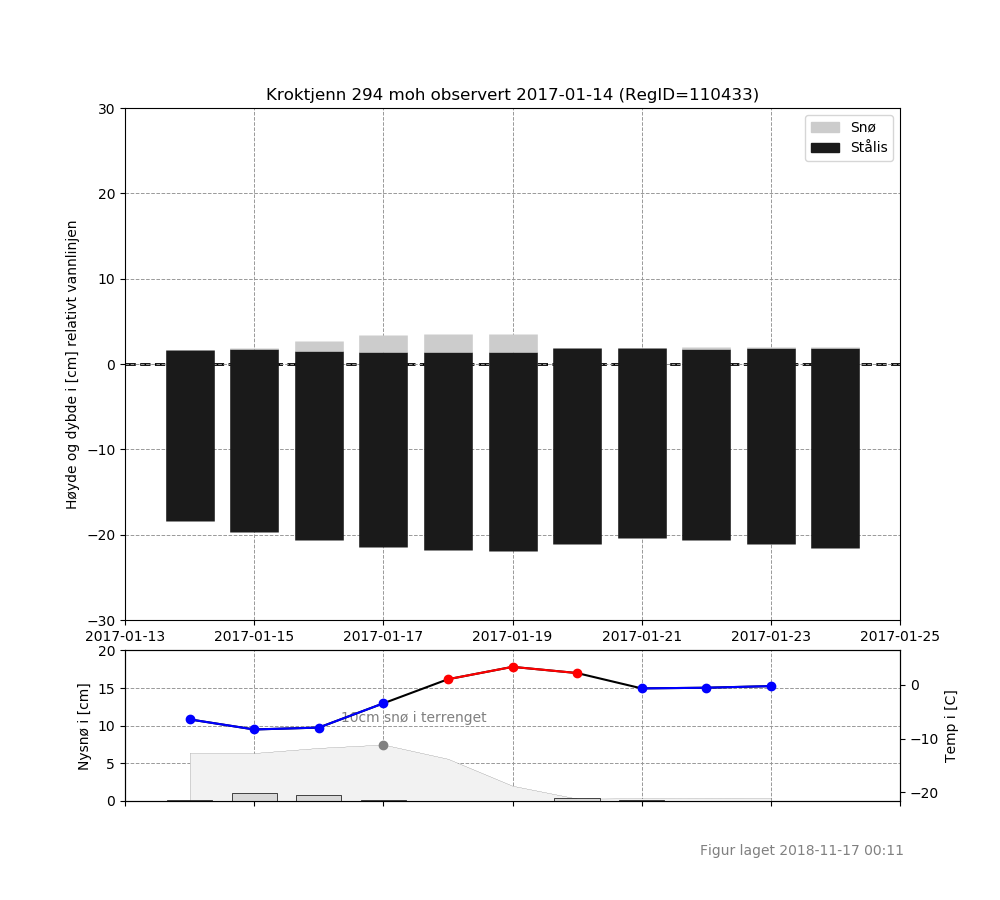 Kroktjenn 294 moh observert 2017-01-14 (RegID=110433)
Snø
Stålis
Høyde og dybde i [cm] relativt vannlinjen
30
20
10
0
−10
−20
−30
2017-01-13 2017-01-15 2017-01-17 2017-01-19 2017-01-21 2017-01-23 2017-01-25
Nysnø i [cm]
20
15
10
5
0
10cm snø i terrenget
0
−10
−20
Temp i [C]
Figur laget 2018-11-17 00:11